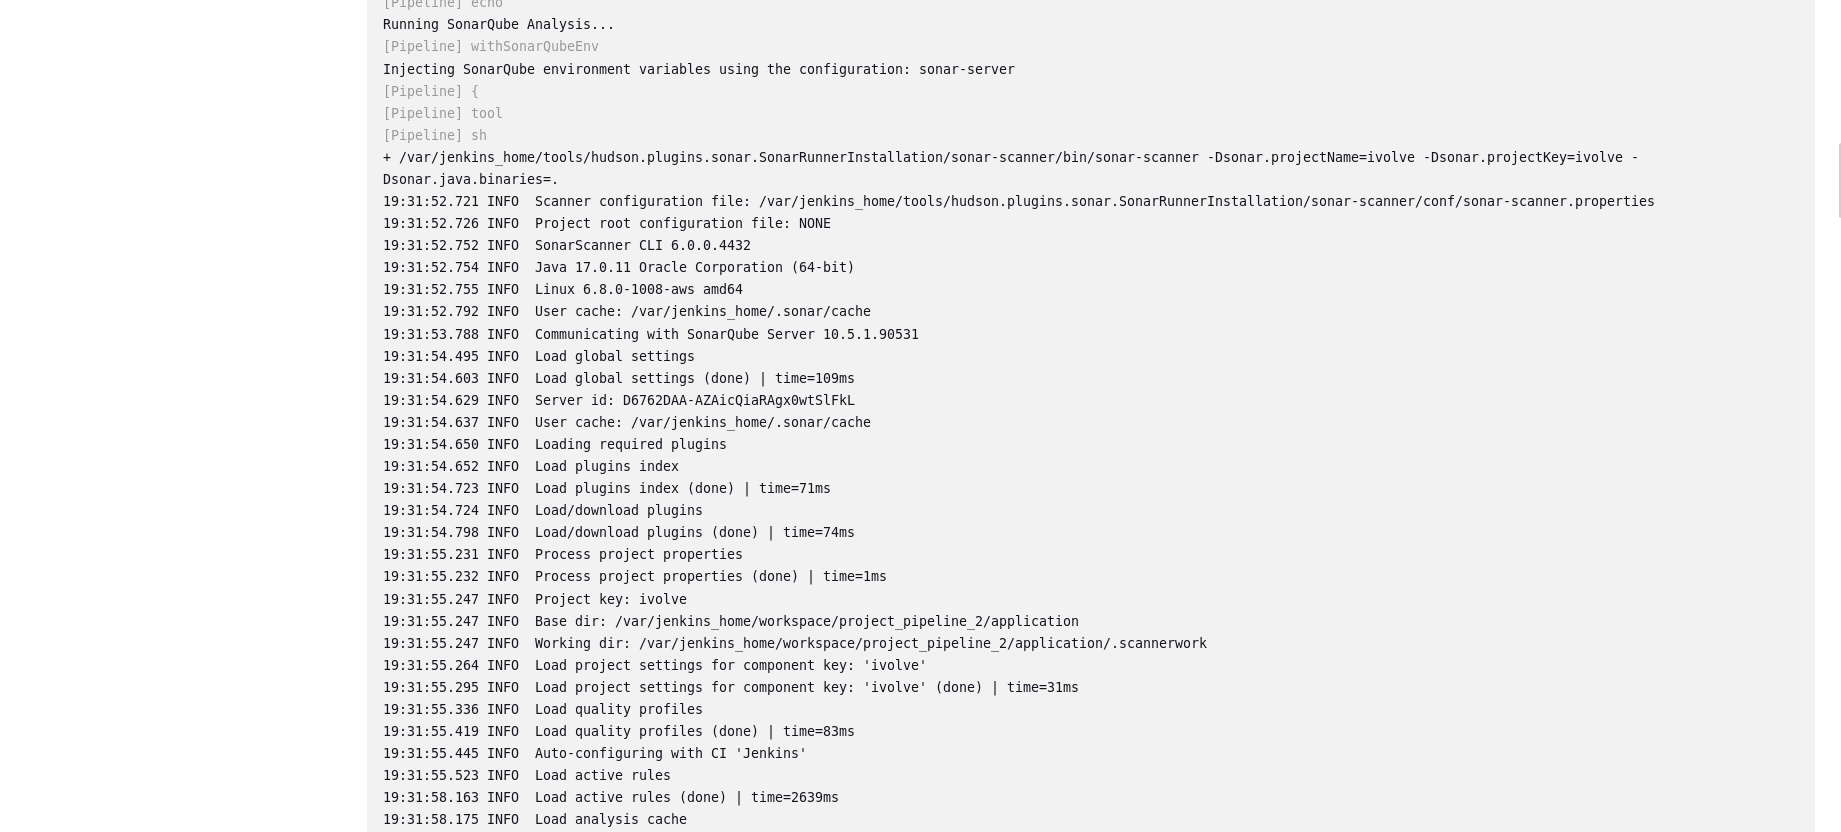 [Pipeline] echo
Running SonarQube Analysis...
[Pipeline] withSonarQubeEnv
Injecting SonarQube environment variables using the configuration: sonar-server
[Pipeline] {
[Pipeline] tool
[Pipeline] sh
+ /var/jenkins_home/tools/hudson.plugins.sonar.SonarRunnerInstallation/sonar-scanner/bin/sonar-scanner -Dsonar.projectName=ivolve -Dsonar.projectKey=ivolve -
Dsonar.java.binaries=.
19:31:52.721 INFO  Scanner configuration file: /var/jenkins_home/tools/hudson.plugins.sonar.SonarRunnerInstallation/sonar-scanner/conf/sonar-scanner.properties
19:31:52.726 INFO  Project root configuration file: NONE
19:31:52.752 INFO  SonarScanner CLI 6.0.0.4432
19:31:52.754 INFO  Java 17.0.11 Oracle Corporation (64-bit)
19:31:52.755 INFO  Linux 6.8.0-1008-aws amd64
19:31:52.792 INFO  User cache: /var/jenkins_home/.sonar/cache
19:31:53.788 INFO  Communicating with SonarQube Server 10.5.1.90531
19:31:54.495 INFO  Load global settings
19:31:54.603 INFO  Load global settings (done) | time=109ms
19:31:54.629 INFO  Server id: D6762DAA-AZAicQiaRAgx0wtSlFkL
19:31:54.637 INFO  User cache: /var/jenkins_home/.sonar/cache
19:31:54.650 INFO  Loading required plugins
19:31:54.652 INFO  Load plugins index
19:31:54.723 INFO  Load plugins index (done) | time=71ms
19:31:54.724 INFO  Load/download plugins
19:31:54.798 INFO  Load/download plugins (done) | time=74ms
19:31:55.231 INFO  Process project properties
19:31:55.232 INFO  Process project properties (done) | time=1ms
19:31:55.247 INFO  Project key: ivolve
19:31:55.247 INFO  Base dir: /var/jenkins_home/workspace/project_pipeline_2/application
19:31:55.247 INFO  Working dir: /var/jenkins_home/workspace/project_pipeline_2/application/.scannerwork
19:31:55.264 INFO  Load project settings for component key: 'ivolve'
19:31:55.295 INFO  Load project settings for component key: 'ivolve' (done) | time=31ms
19:31:55.336 INFO  Load quality profiles
19:31:55.419 INFO  Load quality profiles (done) | time=83ms
19:31:55.445 INFO  Auto-configuring with CI 'Jenkins'
19:31:55.523 INFO  Load active rules
19:31:58.163 INFO  Load active rules (done) | time=2639ms
19:31:58.175 INFO  Load analysis cache